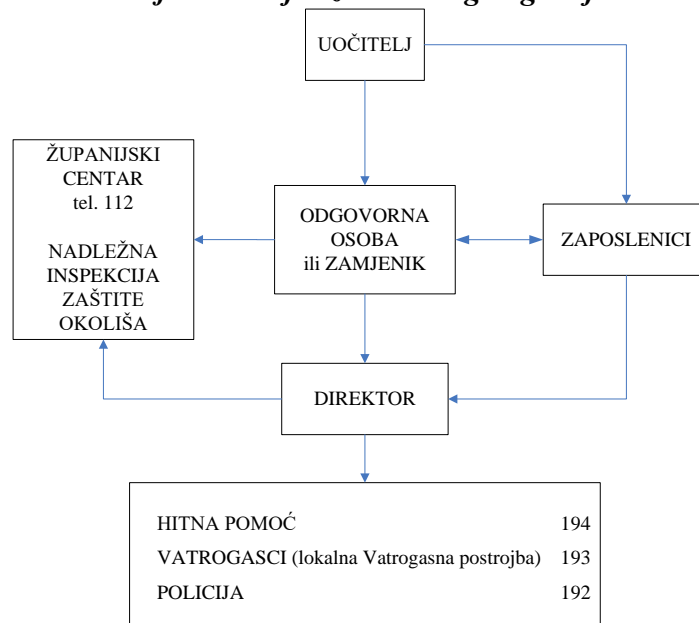 UOČITELJ
ŽUPANIJSKI
CENTAR
tel. 112
NADLEŽNA
INSPEKCIJA
ZAŠTITE
OKOLIŠA
ODGOVORNA
OSOBA
ili ZAMJENIK
ZAPOSLENICI
DIREKTOR
HITNA POMOĆ 194
VATROGASCI (lokalna Vatrogasna postrojba) 193
POLICIJA 192